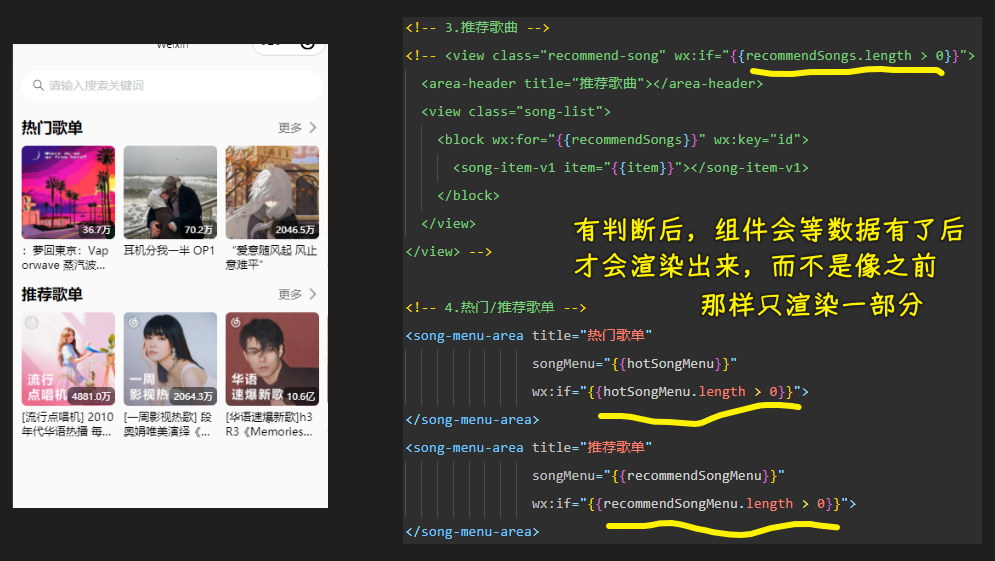 Weixin
请输入搜索关键词
热门歌单
更多
36.7万
70.2万
2046.5万
：夢回東京：Vap
orwave 蒸汽波...
耳机分我一半 OP1
“爱意随风起 风止
意难平”
推荐歌单
更多
流行
点唱机
4881.0万
一周
影视热
2064.3万
华语
速爆新歌
10.6亿
[流行点唱机] 2010
年代华语热播 每...
[一周影视热歌] 段
奥娟唯美演绎《...
[华语速爆新歌]h3
R3《Memories...
<!-- 3.推荐歌曲 -->
<!-- <view class="recommend-song" wx:if="{{recommendSongs.length > 0}}">
<area-header title="推荐歌曲"></area-header>
<view class="song-list">
<block wx:for="{{recommendSongs}}" wx:key="id">
<song-item-v1 item="{{item}}"></song-item-v1>
</block>
</view>
</view> -->
有判断后，组件会等数据有了后
才会渲染出来，而不是像之前
那样只渲染一部分
<!-- 4.热门/推荐歌单 -->
<song-menu-area title="热门歌单"
songMenu="{{hotSongMenu}}"
wx:if="{{hotSongMenu.length > 0}}">
</song-menu-area>
<song-menu-area title="推荐歌单"
songMenu="{{recommendSongMenu}}"
wx:if="{{recommendSongMenu.length > 0}}">
</song-menu-area>